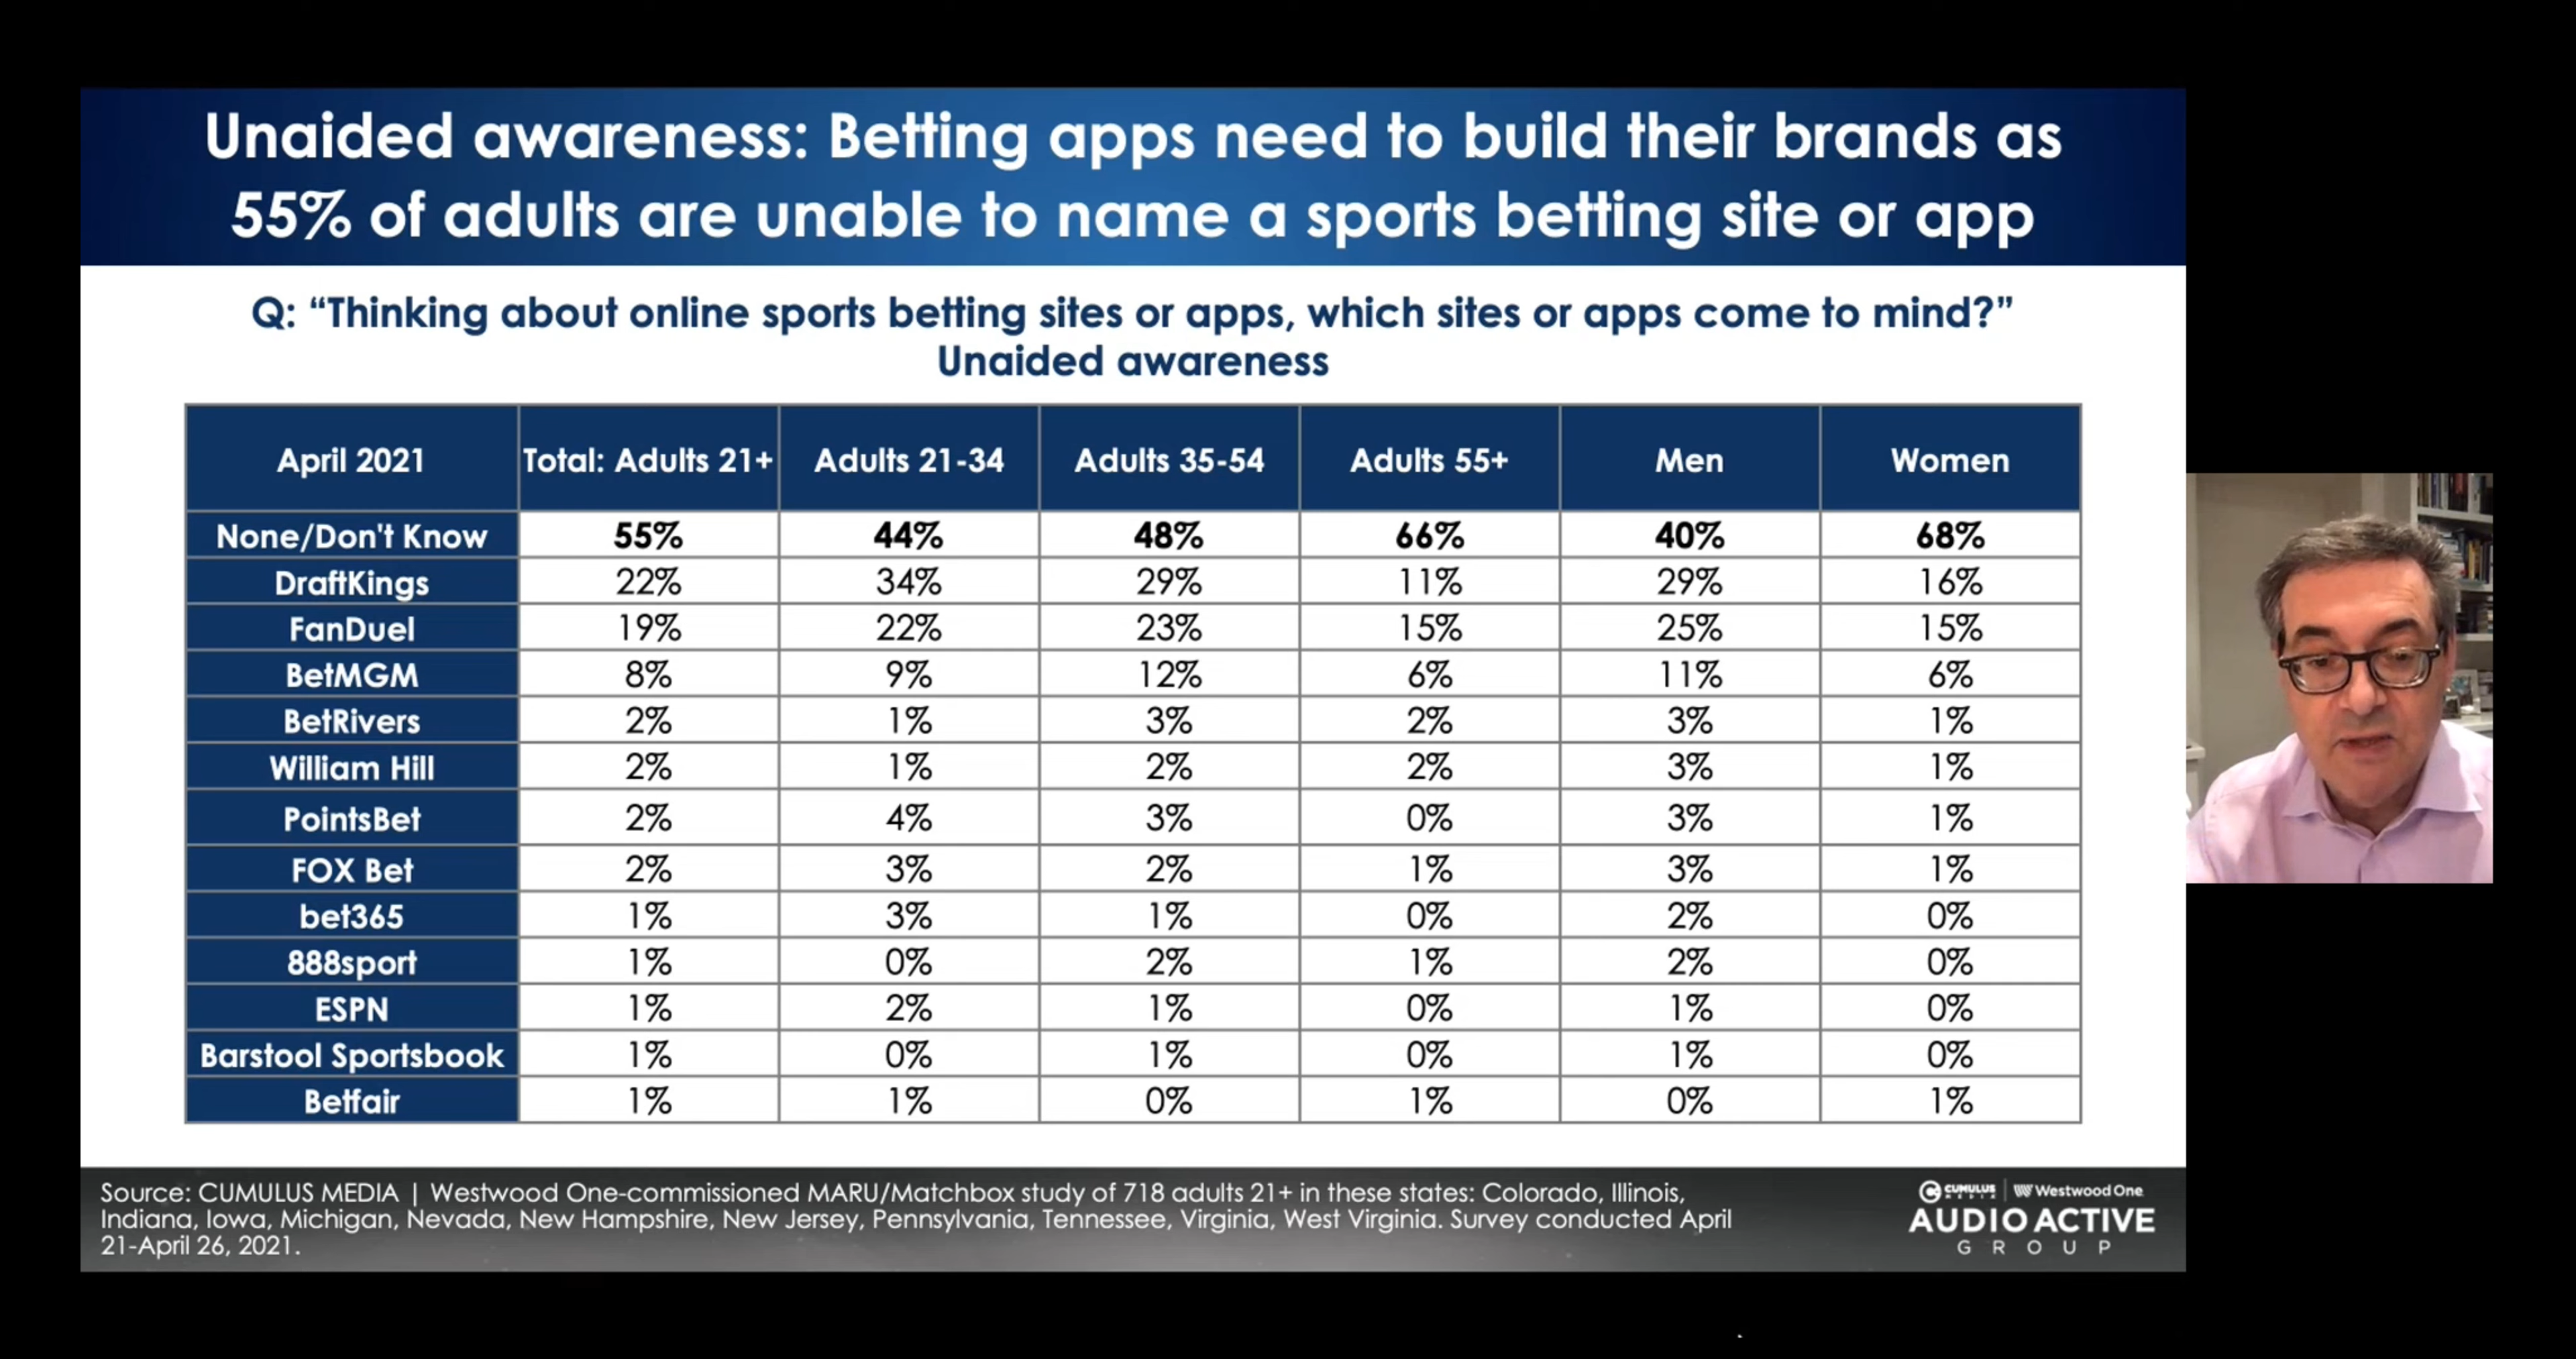 Unaided awareness: Betting apps need to build their brands as
55% of adults are unable to name a sports betting site or app
Q: “Thinking about online sports betting sites or apps, which sites or apps come to mind?”
Unaided awareness
April 2021 Total: Adults 21+ Adults 21-34 Adults 35-54 Adults 55+ Men Women
None/Don't Know 55% 44% 48% 66% 40% 68%
DraftKings 22% 34% 29% 11% 29% 16%
FanDuel 19% 22% 23% 15% 25% 15%
BetMGM 8% 9% 12% 6% 11% 6%
BetRivers 2% 1% 3% 2% 3% 1%
William Hill 2% 1% 2% 2% 3% 1%
PointsBet 2% 4% 3% 0% 3% 1%
FOX Bet 2% 3% 2% 1% 3% 1%
bet365 1% 3% 1% 0% 2% 0%
888sport 1% 0% 2% 1% 2% 0%
ESPN 1% 2% 1% 0% 1% 0%
Barstool Sportsbook 1% 0% 1% 0% 1% 0%
Betfair 1% 1% 0% 1% 0% 1%
Source: CUMULUS MEDIA | Westwood One-commissioned MARU/Matchbox study of 718 adults 21+ in these states: Colorado, Illinois,
Indiana, Iowa, Michigan, Nevada, New Hampshire, New Jersey, Pennsylvania, Tennessee, Virginia, West Virginia. Survey conducted April
21-April 26, 2021.
CUMULUS MEDIA | Westwood One
AUDIO ACTIVE
GROUP